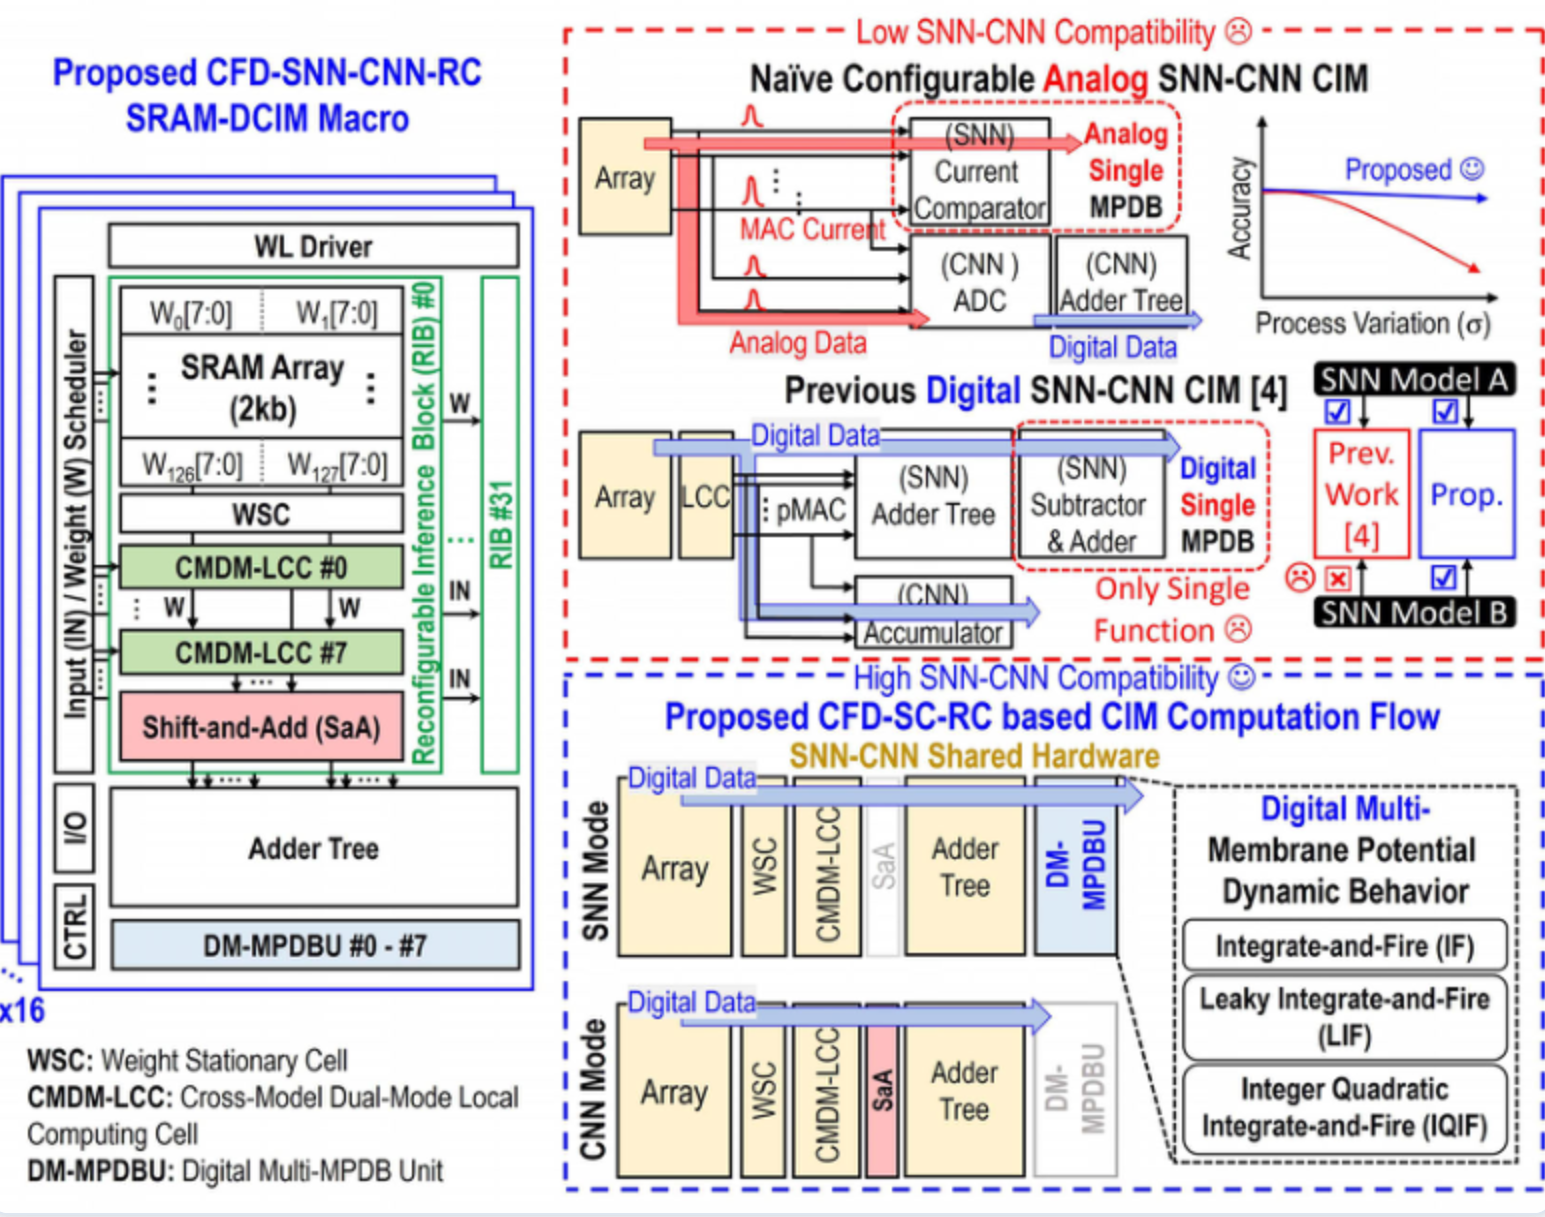 Proposed CFD-SNN-CNN-RC
SRAM-DCIM Macro
WL Driver
Input (IN) / Weight (W) Scheduler
W0[7:0]
W1[7:0]
SRAM Array
(2kb)
W126[7:0]
W127[7:0]
WSC
CMDM-LCC #0
W
W
CMDM-LCC #7
...
Shift-and-Add (SaA)
Reconfigurable Inference Block (RIB) #0
W
...
IN
IN
RIB #31
I/O
Adder Tree
CTRL
DM-MPDBU #0 - #7
x16
WSC: Weight Stationary Cell
CMDM-LCC: Cross-Model Dual-Mode Local
Computing Cell
DM-MPDBU: Digital Multi-MPDB Unit
Low SNN-CNN Compatibility ☹
Naïve Configurable Analog SNN-CNN CIM
Array
MAC Current
Analog Data
(SNN)
Current
Comparator
Analog
Single
MPDB
(CNN )
ADC
(CNN)
Adder Tree
Digital Data
Accuracy
Proposed ☺
Process Variation (σ)
Previous Digital SNN-CNN CIM [4]
Digital Data
Array
LCC
pMAC
(SNN)
Adder Tree
(SNN)
Subtractor
& Adder
Digital
Single
MPDB
(CNN)
Accumulator
Only Single
Function ☹
SNN Model A
Prev.
Work
[4]
Prop.
SNN Model B
High SNN-CNN Compatibility ☺
Proposed CFD-SC-RC based CIM Computation Flow
SNN-CNN Shared Hardware
SNN Mode
Digital Data
Array
WSC
CMDM-LCC
SaA
Adder
Tree
DM-
MPDBU
CNN Mode
Digital Data
Array
WSC
CMDM-LCC
SaA
Adder
Tree
DM-
MPDBU
Digital Multi-
Membrane Potential
Dynamic Behavior
Integrate-and-Fire (IF)
Leaky Integrate-and-Fire
(LIF)
Integer Quadratic
Integrate-and-Fire (IQIF)